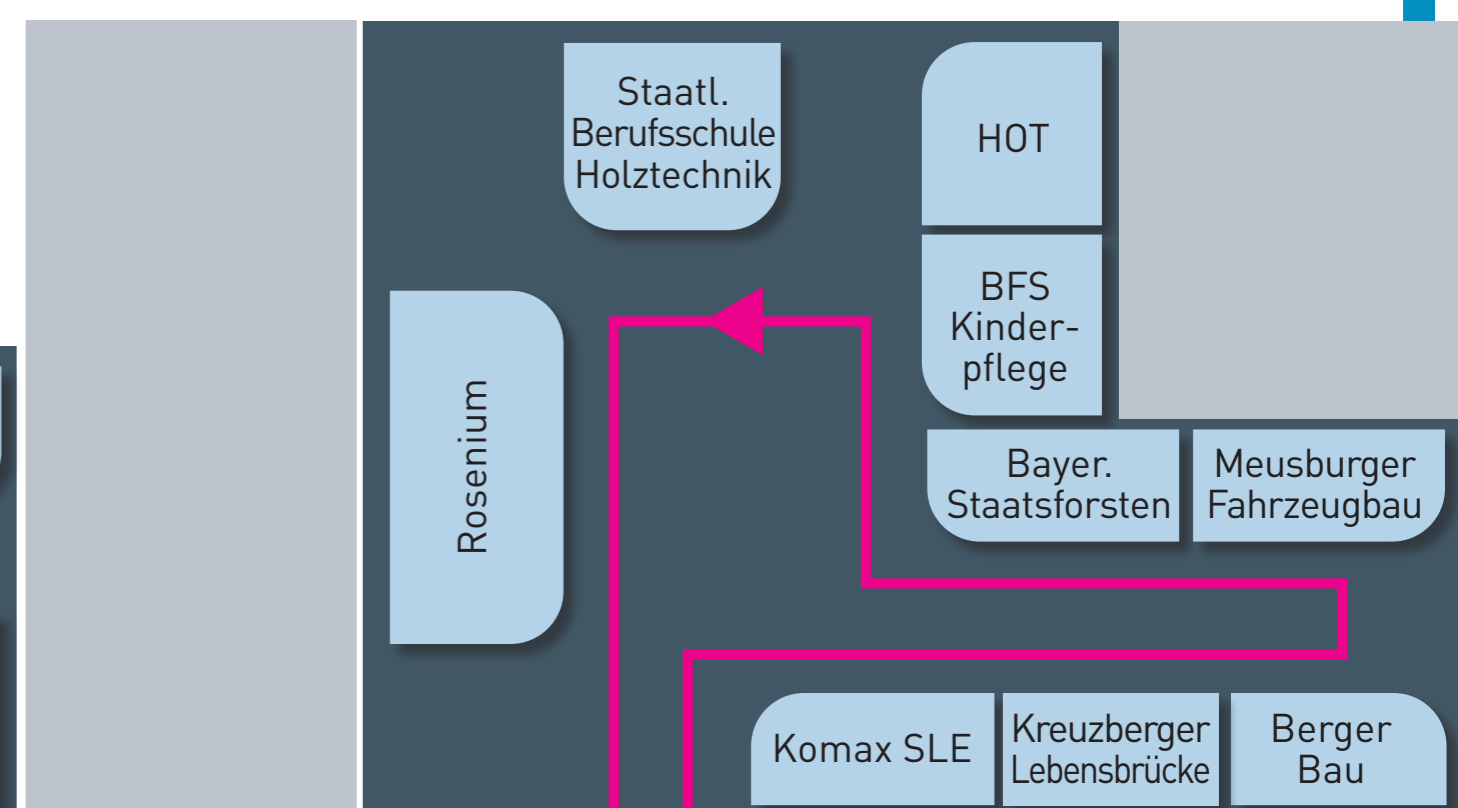 Staatl.
Berufsschule
Holztechnik
HOT
BFS
Kinder-
pflege
Rosenium
Bayer.
Staatsforsten
Meusburger
Fahrzeugbau
Komax SLE
Kreuzberger
Lebensbrücke
Berger
Bau